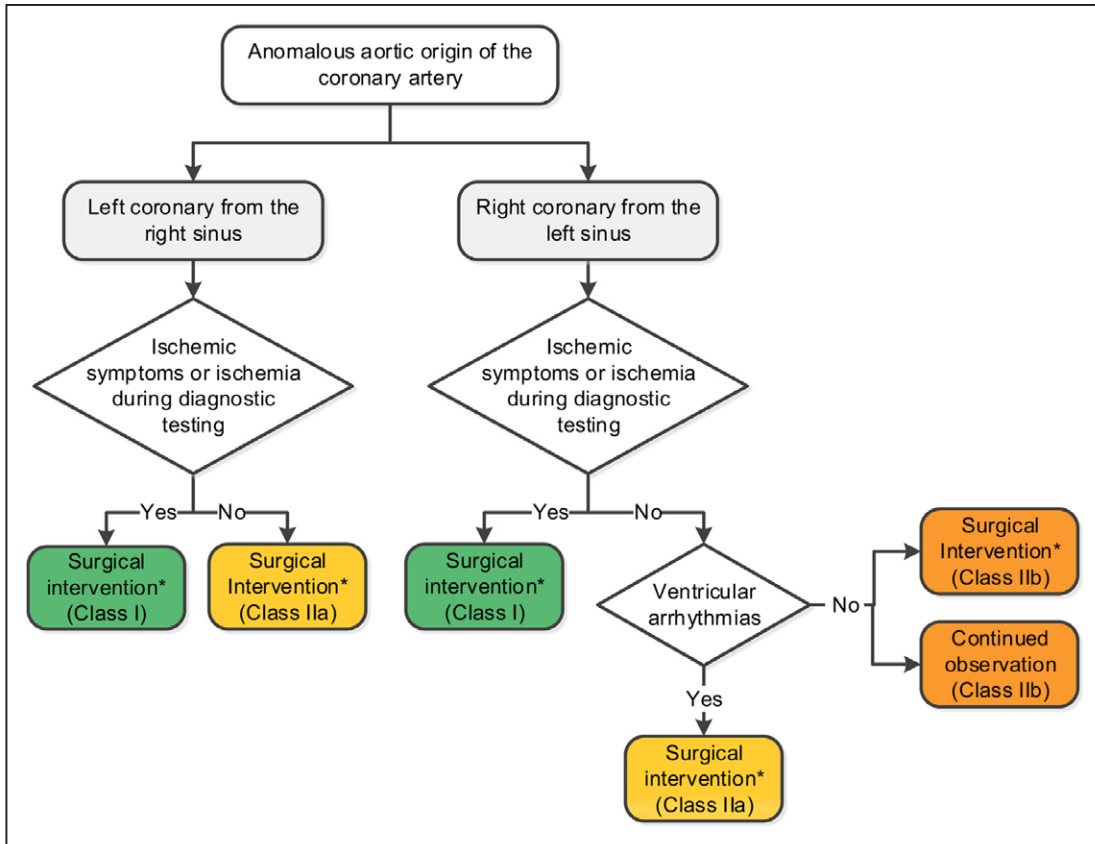 Anomalous aortic origin of the
coronary artery
Left coronary from the
right sinus
Right coronary from the
left sinus
Ischemic
symptoms or ischemia
during diagnostic
testing
Ischemic
symptoms or ischemia
during diagnostic
testing
Yes
No
Yes
No
Surgical
intervention*
(Class I)
Surgical
Intervention*
(Class IIa)
Surgical
intervention*
(Class I)
Ventricular
arrhythmias
No
Surgical
Intervention*
(Class IIb)
Continued
observation
(Class IIb)
Yes
Surgical
intervention*
(Class IIa)